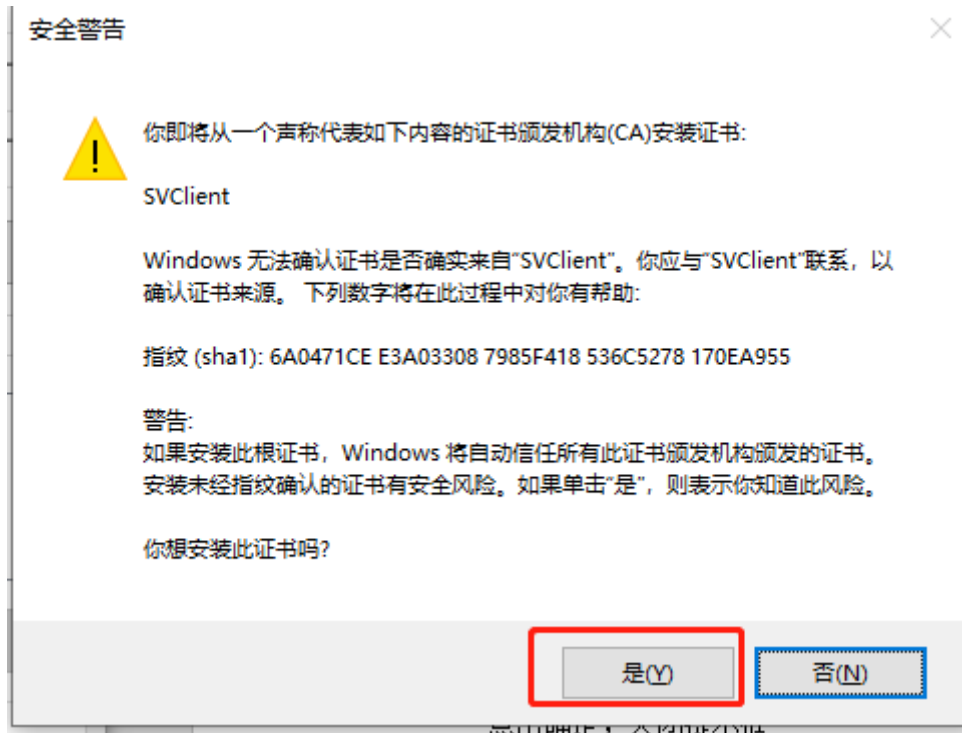 安全警告
你即将从一个声称代表如下内容的证书颁发机构(CA)安装证书:
SVClient
Windows 无法确认证书是否确实来自“SVClient”。你应与“SVClient”联系，以
确认证书来源。 下列数字将在此过程中对你有帮助:
指纹 (sha1): 6A0471CE E3A03308 7985F418 536C5278 170EA955
警告:
如果安装此根证书，Windows 将自动信任所有此证书颁发机构颁发的证书。
安装未经指纹确认的证书有安全风险。如果单击“是”，则表示你知道此风险。
你想安装此证书吗?
是(Y)
否(N)